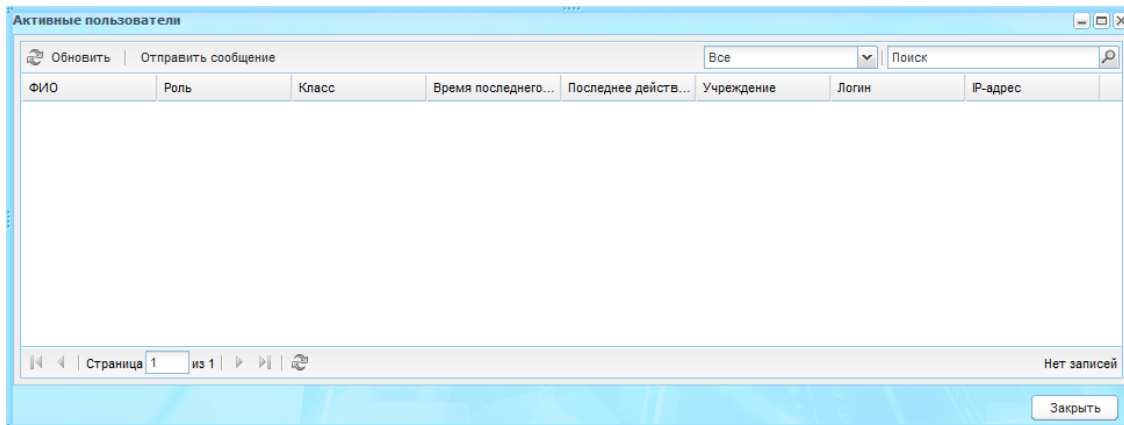 Активные пользователи
Обновить Отправить сообщение Все Поиск
ФИО Роль Класс Время последнего... Последнее действ... Учреждение Логин IP-адрес
Страница 1 из 1 Нет записей
Закрыть